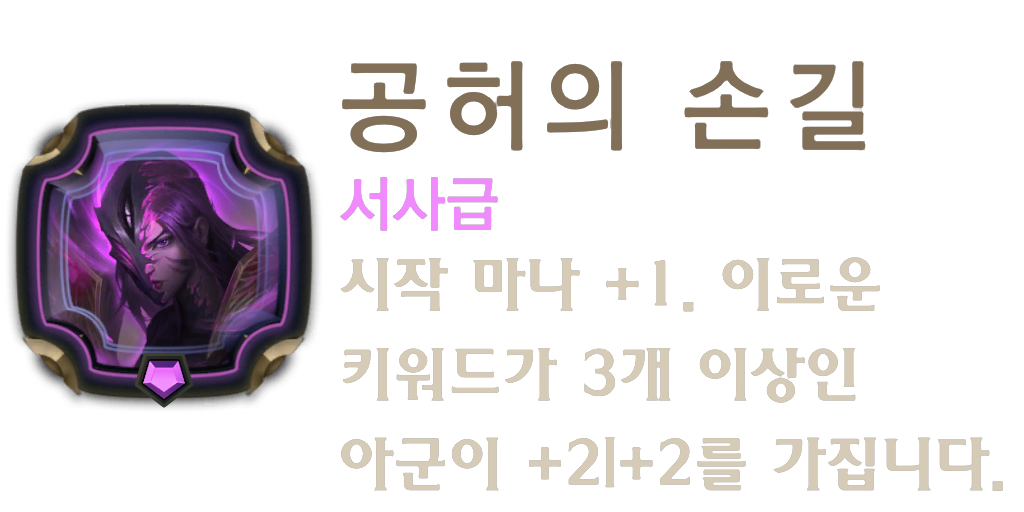 공허의 손길
서사급
시작 마나 +1. 이로운
키워드가 3개 이상인
아군이 +2|+2를 가집니다.